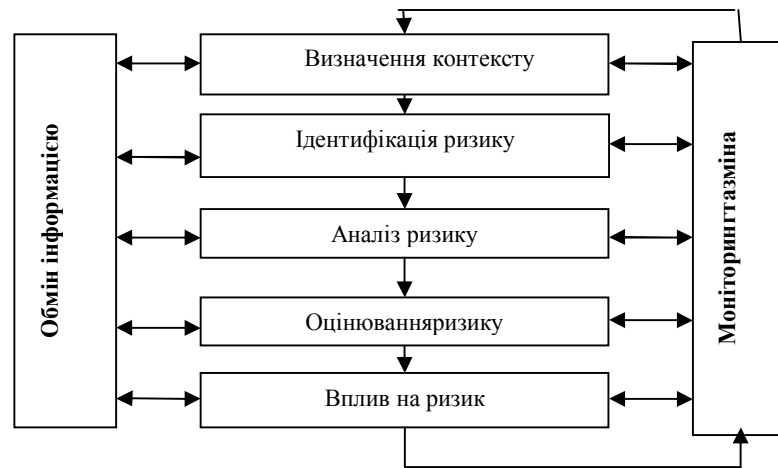 Обмін інформацією
Визначення контексту
Ідентифікація ризику
Аналіз ризику
Оцінюванняризику
Вплив на ризик
Моніторингтазміна